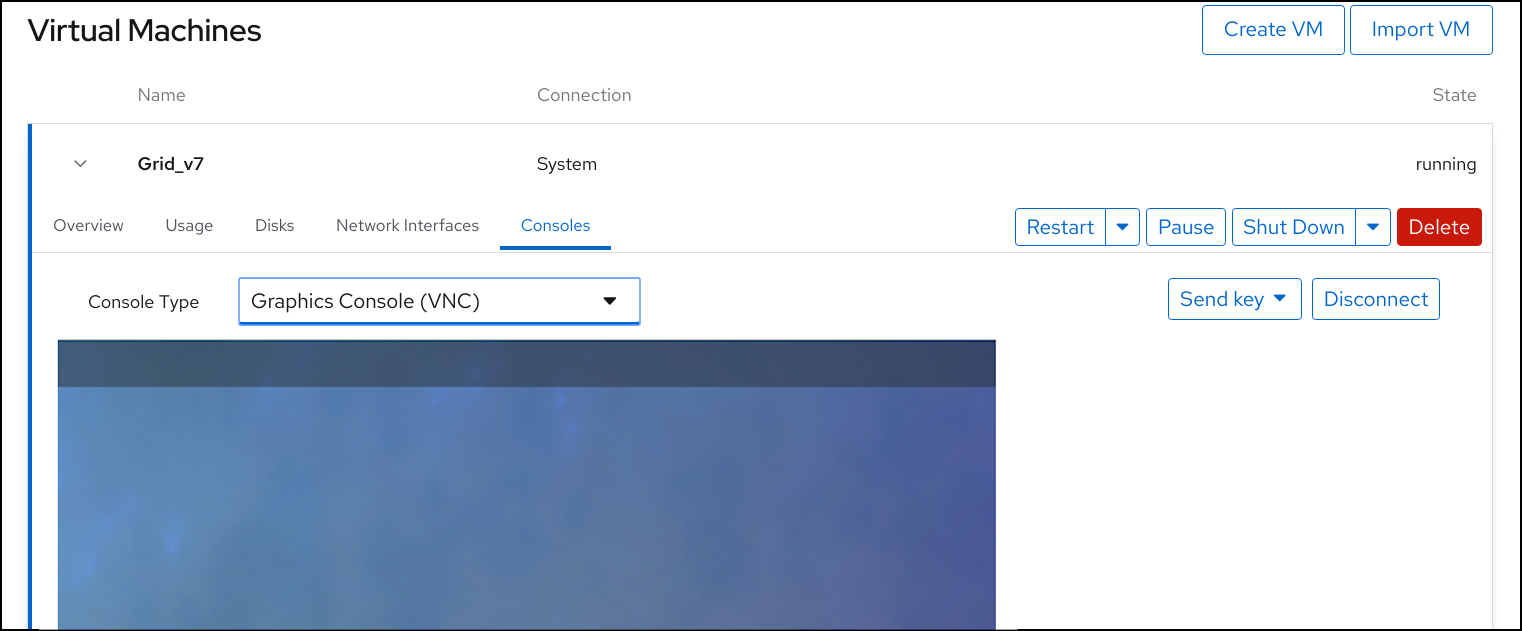 Virtual Machines
Create VM
Import VM
Name
Connection
State
Grid_v7
System
running
Overview
Usage
Disks
Network Interfaces
Consoles
Restart
Pause
Shut Down
Delete
Console Type
Graphics Console (VNC)
Send key
Disconnect